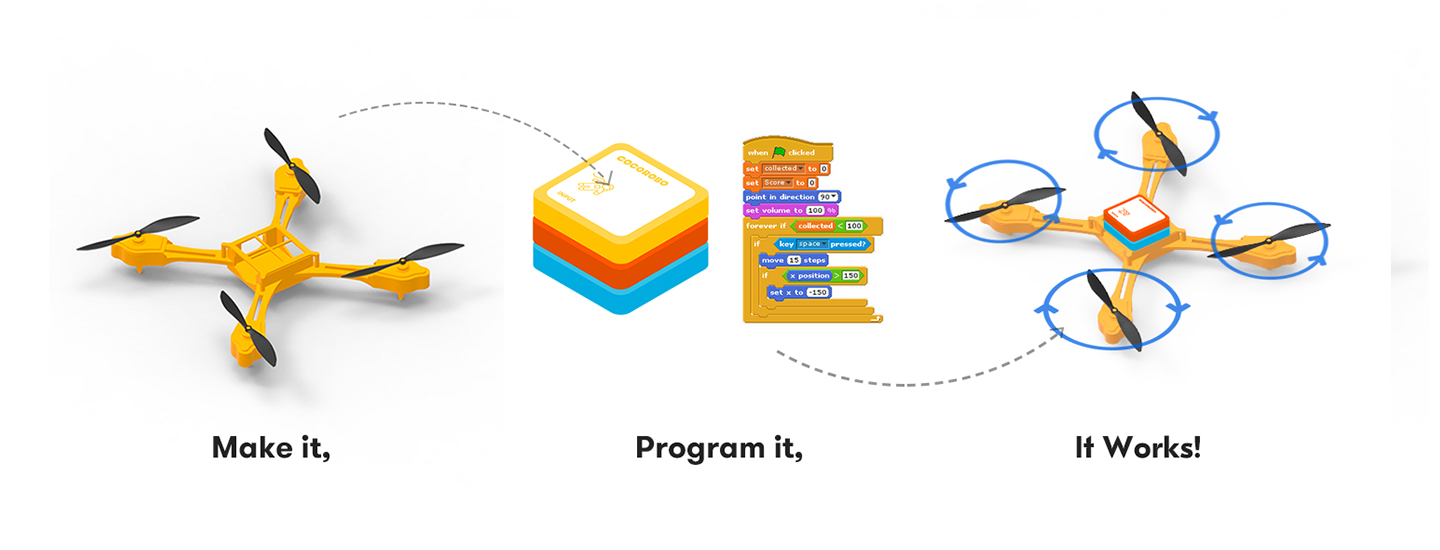 COCOROBO
INPUT
when clicked
set collected to 0
set Score to 0
point in direction 90
set volume to 100 %
forever if collected < 100
if key space pressed?
move 15 steps
if x position > 150
set x to -150
Make it,
Program it,
It Works!